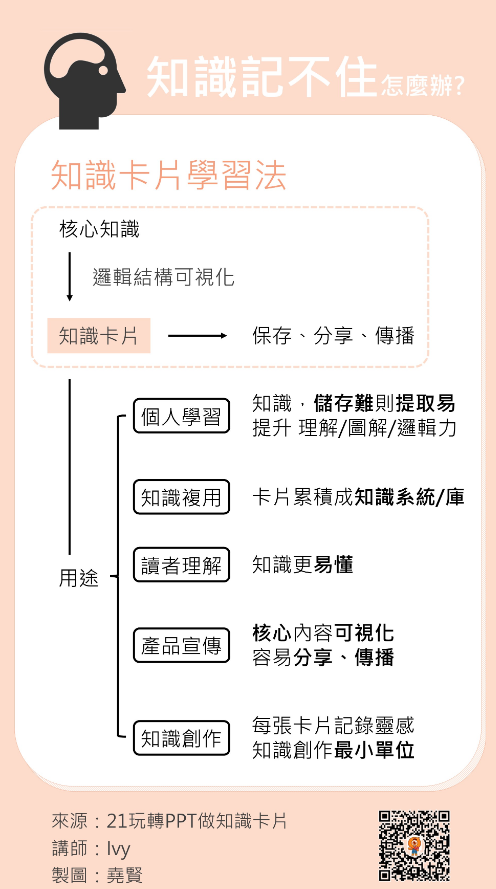 知識記不住怎麼辦?
知識卡片學習法
核心知識
邏輯結構可視化
知識卡片
保存、分享、傳播
用途
個人學習
知識，儲存難則提取易
提升 理解/圖解/邏輯力
知識複用
卡片累積成知識系統/庫
讀者理解
知識更易懂
產品宣傳
核心內容可視化
容易分享、傳播
知識創作
每張卡片記錄靈感
知識創作最小單位
來源：21玩轉PPT做知識卡片
講師：Ivy
製圖：堯賢